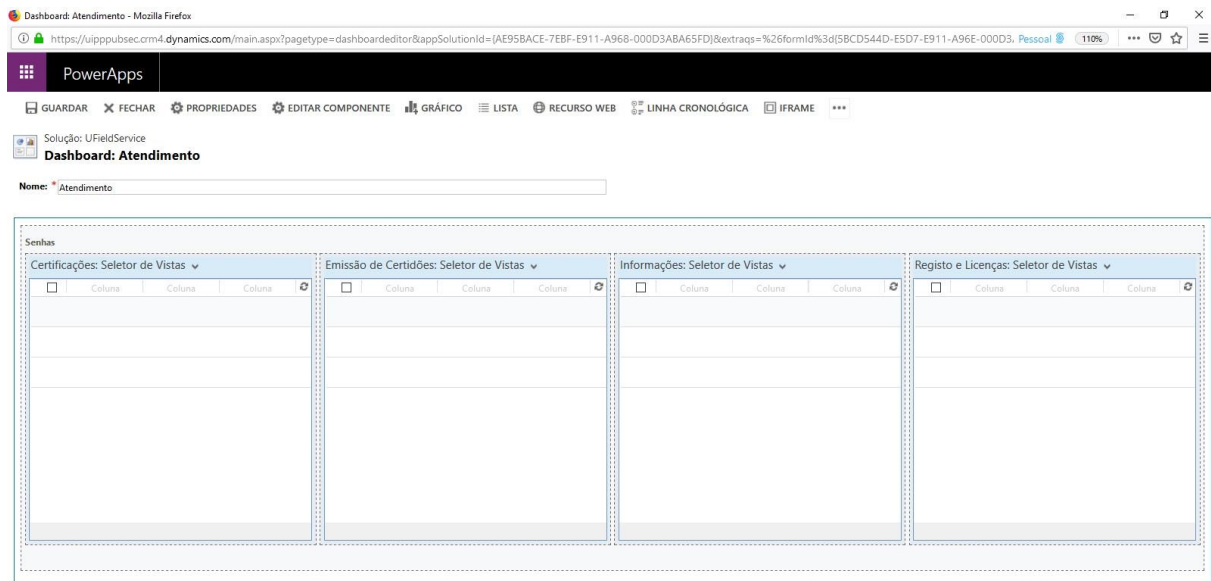 Dashboard: Atendimento - Mozilla Firefox
https://uipppubsec.crm4.dynamics.com/main.aspx?pagetype=dashboardeditor&appSolutionId={AE95BACE-7EBF-E911-A968-000D3ABA65FD}&extraqs=%26formId%3d{5BCD544D-E5D7-E911-A96E-000D3. Pessoal 110%
PowerApps
GUARDAR FECHAR PROPRIEDADES EDITAR COMPONENTE GRÁFICO LISTA RECURSO WEB LINHA CRONOLÓGICA IFRAME
Solução: UFieldService
Dashboard: Atendimento
Nome: * Atendimento
Senhas
Certificações: Seletor de Vistas Emissão de Certidões: Seletor de Vistas Informações: Seletor de Vistas Registo e Licenças: Seletor de Vistas
Coluna Coluna Coluna Coluna Coluna Coluna Coluna Coluna Coluna Coluna Coluna Coluna